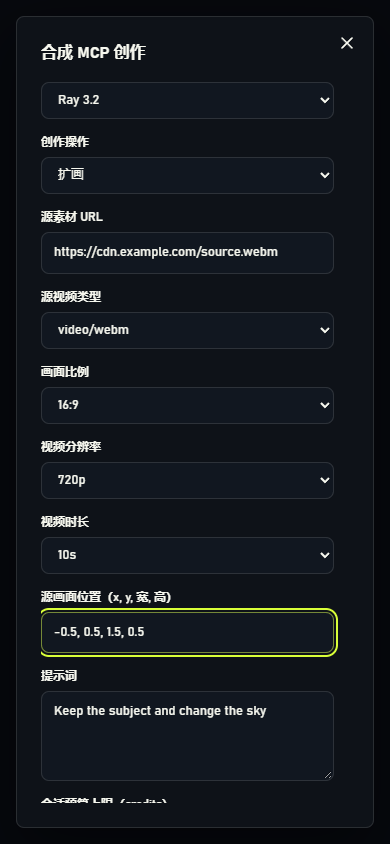 合成 MCP 创作
Ray 3.2
创作操作
扩画
源素材 URL
https://cdn.example.com/source.webm
源视频类型
video/webm
画面比例
16:9
视频分辨率
720p
视频时长
10s
源画面位置（x, y, 宽, 高）
-0.5, 0.5, 1.5, 0.5
提示词
Keep the subject and change the sky